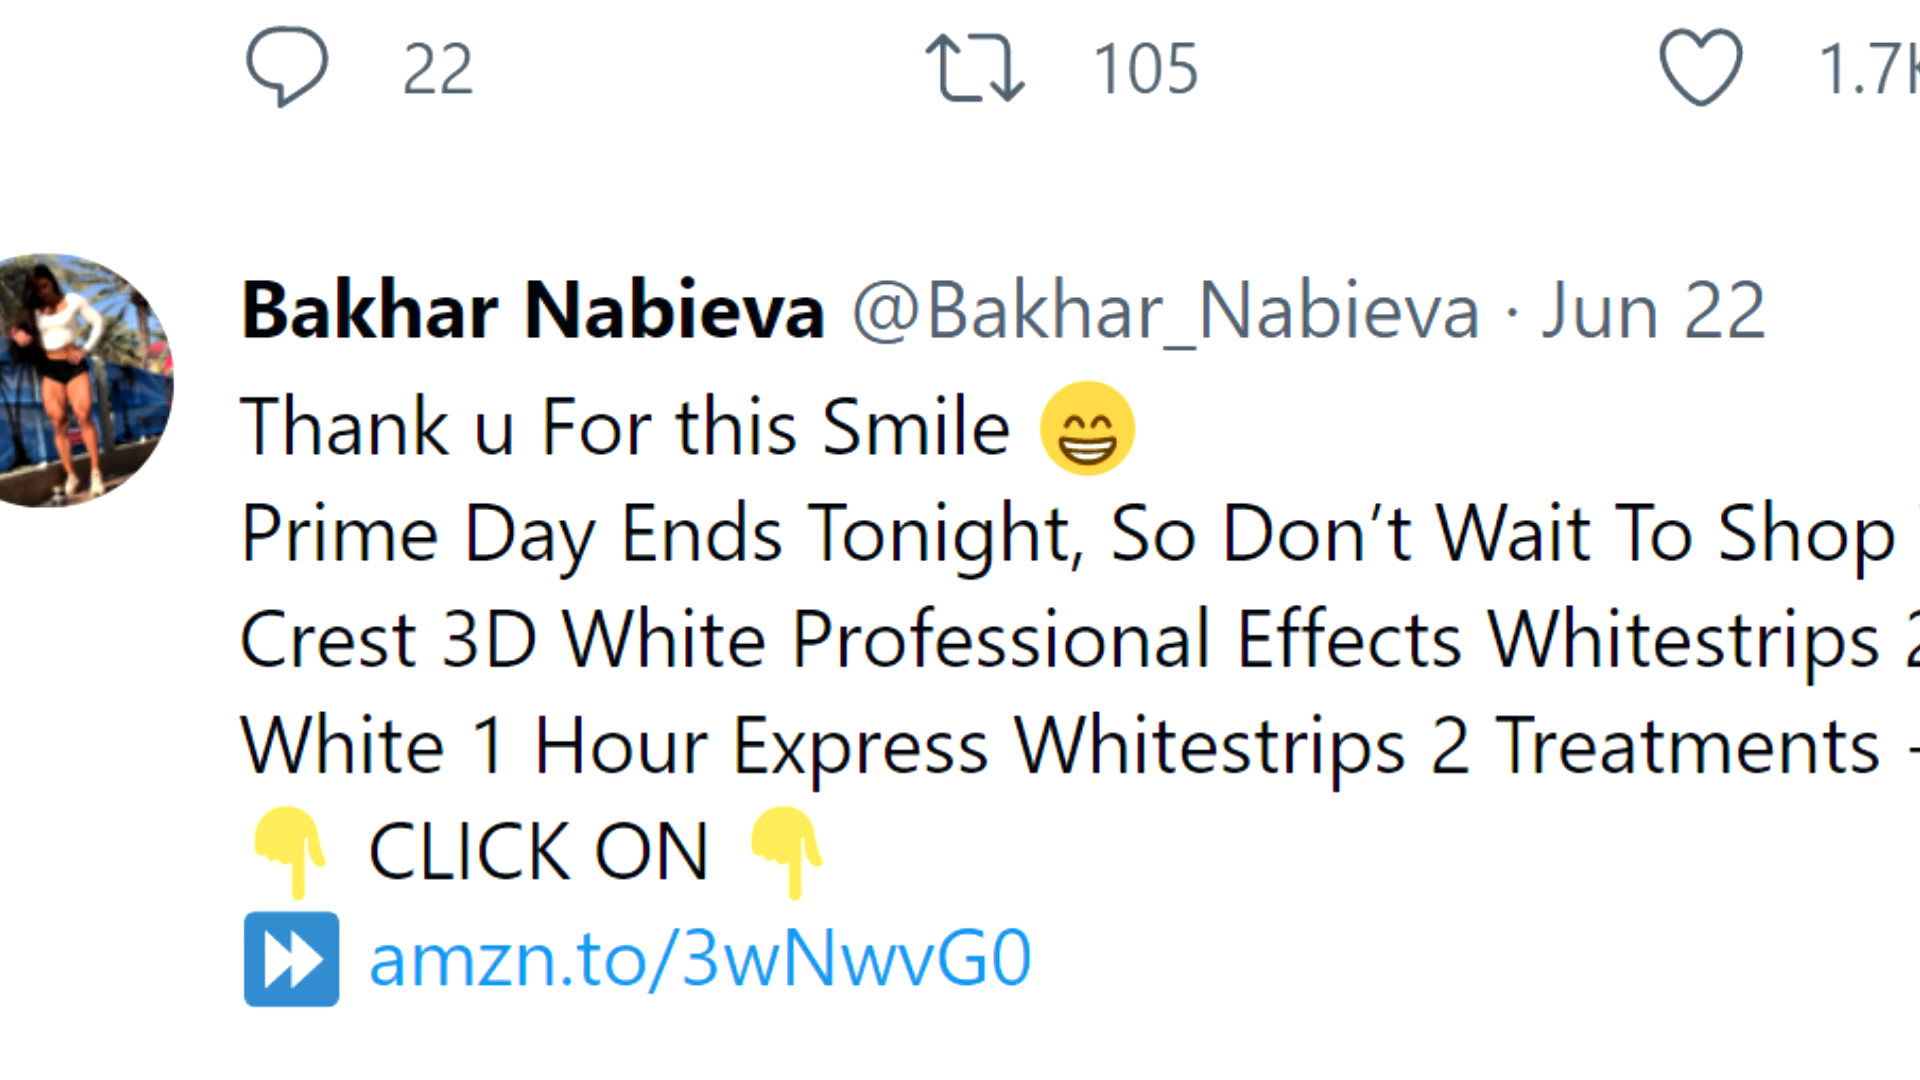 22 105 1.7K
Bakhar Nabieva @Bakhar_Nabieva · Jun 22
Thank u For this Smile 😁
Prime Day Ends Tonight, So Don’t Wait To Shop
Crest 3D White Professional Effects Whitestrips 2
White 1 Hour Express Whitestrips 2 Treatments -
👇 CLICK ON 👇
⏩ amzn.to/3wNwvG0